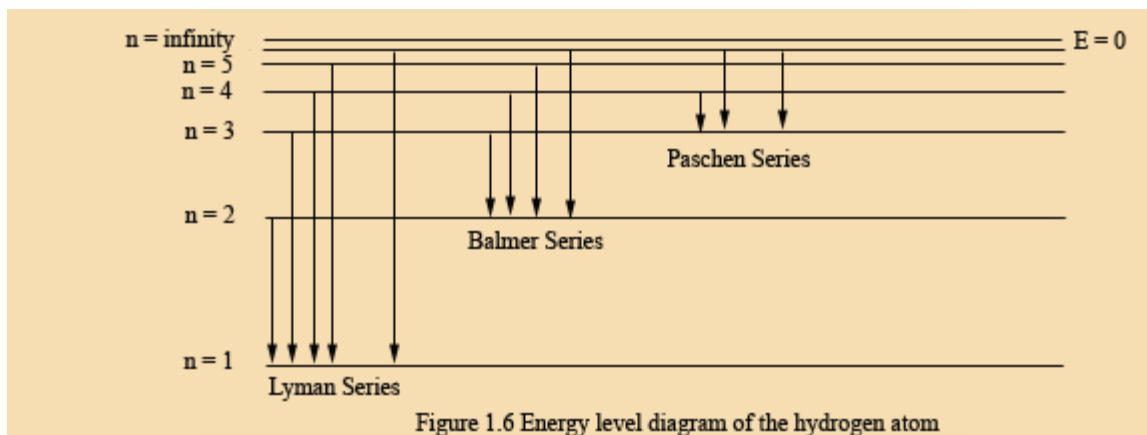 n = infinity
E = 0
n = 5
n = 4
n = 3
Paschen Series
n = 2
Balmer Series
n = 1
Lyman Series
Figure 1.6 Energy level diagram of the hydrogen atom